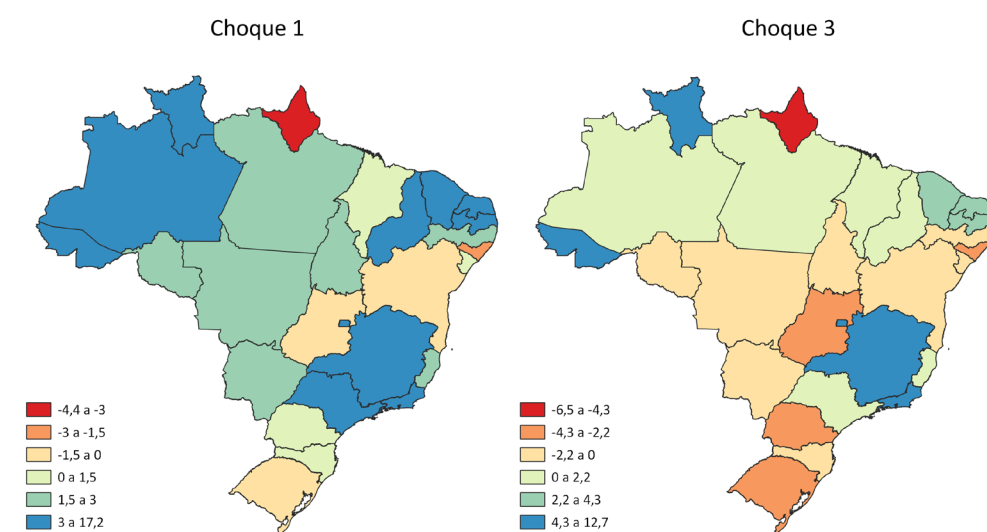 Choque 1
Choque 3
-4,4 a -3
-3 a -1,5
-1,5 a 0
0 a 1,5
1,5 a 3
3 a 17,2
-6,5 a -4,3
-4,3 a -2,2
-2,2 a 0
0 a 2,2
2,2 a 4,3
4,3 a 12,7